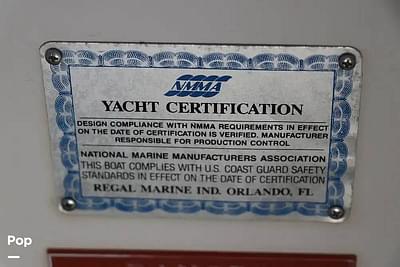 NMMA
YACHT CERTIFICATION
DESIGN COMPLIANCE WITH NMMA REQUIREMENTS IN EFFECT
ON THE DATE OF CERTIFICATION IS VERIFIED. MANUFACTURER
RESPONSIBLE FOR PRODUCTION CONTROL
NATIONAL MARINE MANUFACTURERS ASSOCIATION
THIS BOAT COMPLIES WITH U.S. COAST GUARD SAFETY
STANDARDS IN EFFECT ON THE DATE OF CERTIFICATION
REGAL MARINE IND. ORLANDO, FL
Pop